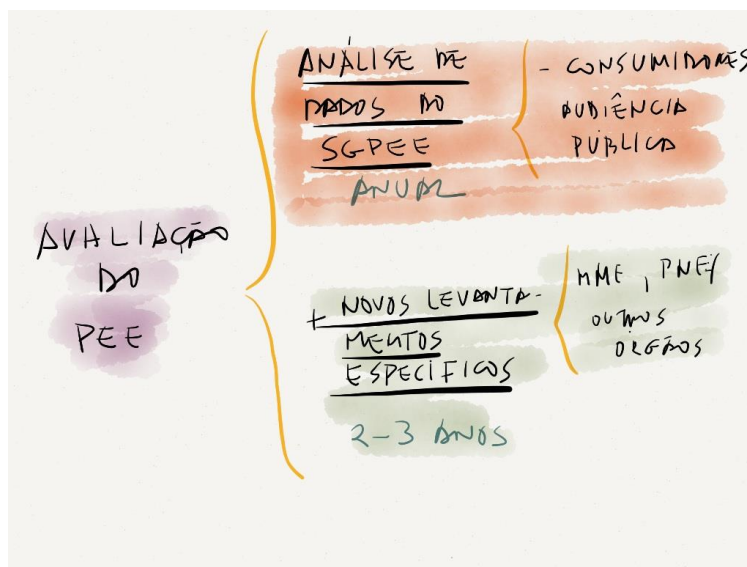 AVALIAÇÃO
DO
PEE
ANÁLISE DE
DADOS DO
SGPEE
ANUAL
- CONSUMIDORES
AUDIÊNCIA
PÚBLICA
+ NOVOS LEVANTA-
MENTOS
ESPECÍFICOS
2-3 ANOS
MME, PNEf
OUTROS
ÓRGÃOS